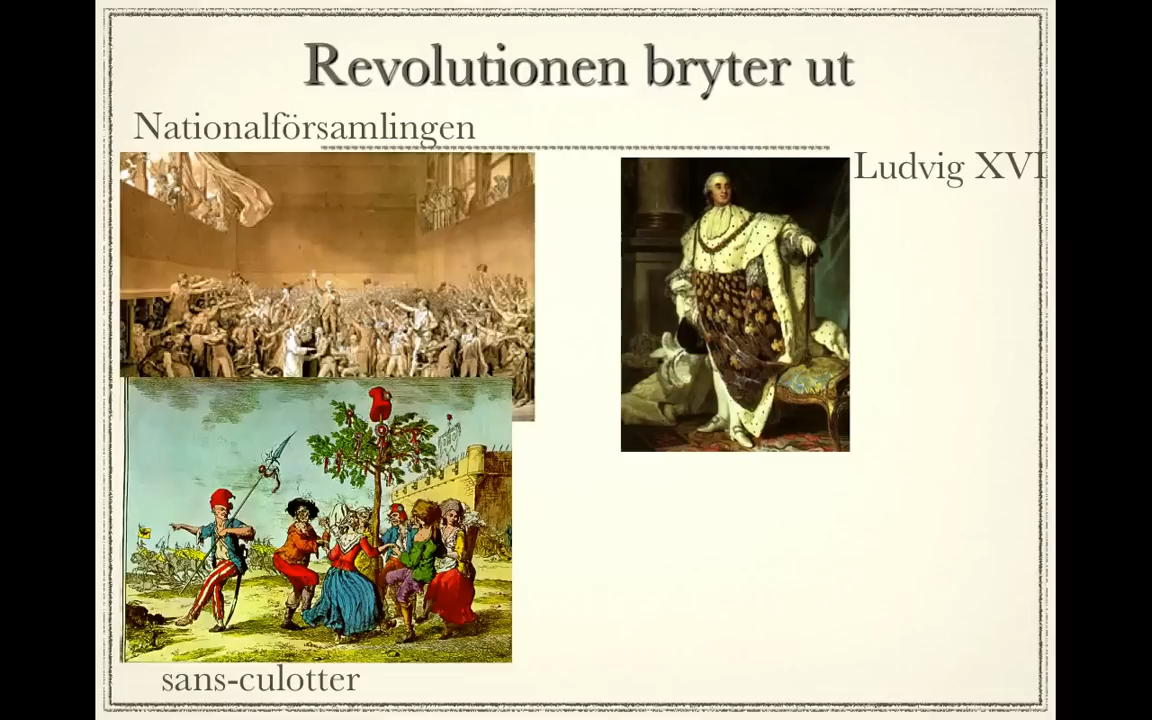 Revolutionen bryter ut
Nationalförsamlingen
Ludvig XVI
sans-culotter